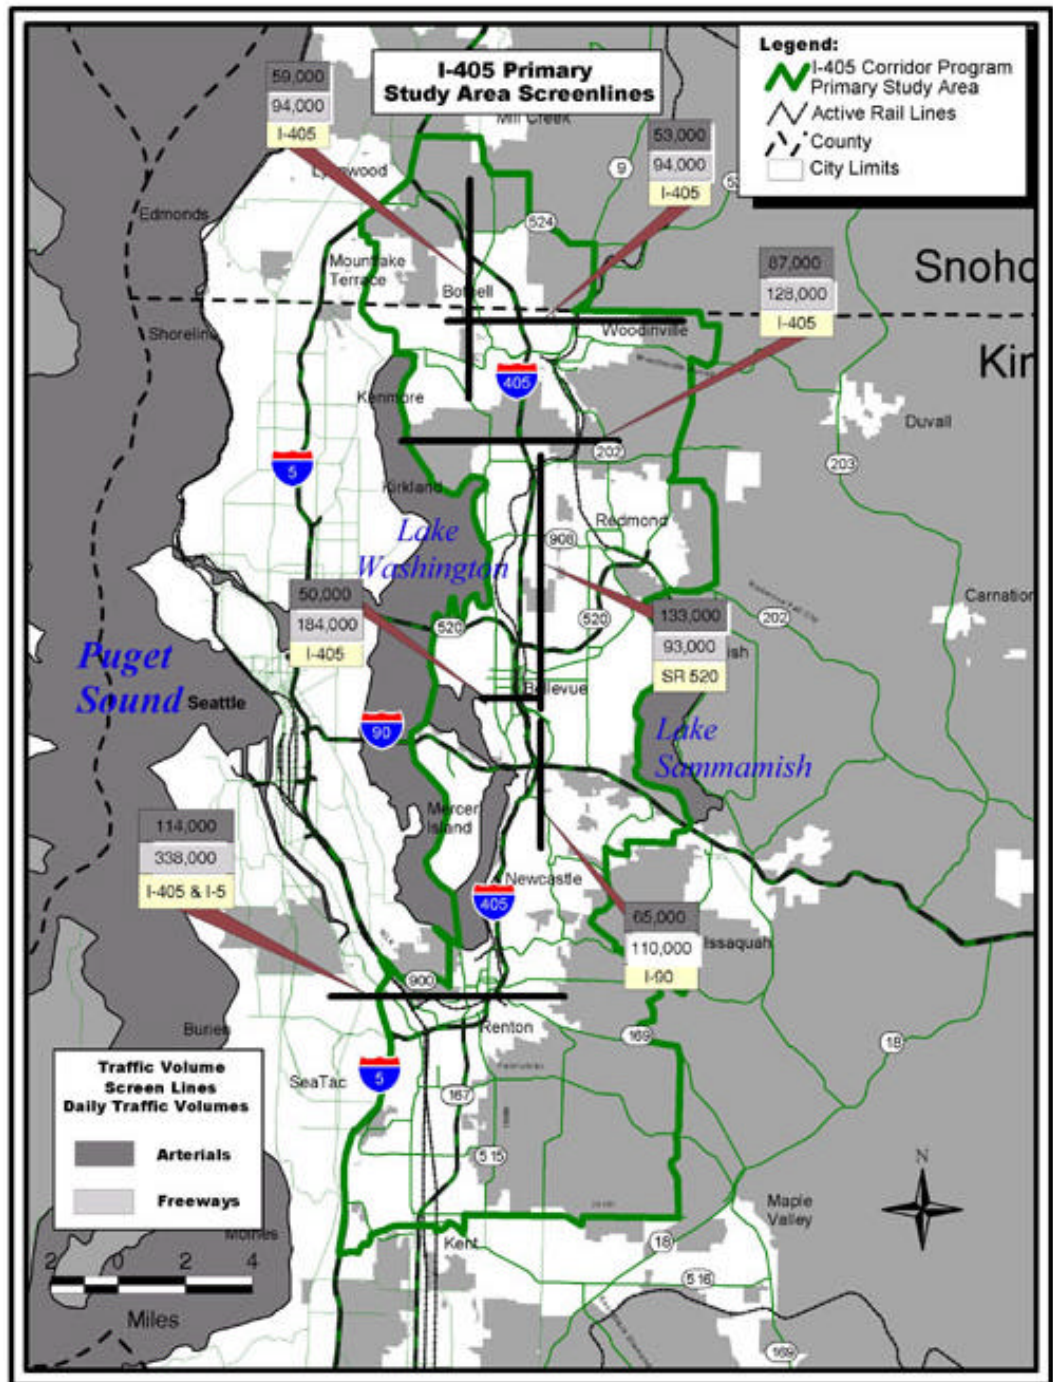 I-405 Primary
Study Area Screenlines
Legend:
I-405 Corridor Program
Primary Study Area
Active Rail Lines
County
City Limits
59,000
94,000
I-405
Mill Creek
53,000
94,000
I-405
9
524
Edmonds
Mountlake
Terrace
Bothell
87,000
128,000
I-405
Snoho
Shoreline
Woodinville
Kin
405
Kenmore
Duvall
202
203
5
Kirkland
Lake
Washington
908
Redmond
50,000
184,000
I-405
520
520
133,000
93,000
SR 520
202
Carnation
Puget
Sound
Seattle
Bellevue
90
Lake
Sammamish
Mercer
Island
114,000
338,000
I-405 & I-5
Newcastle
405
65,000
110,000
I-90
Issaquah
900
Burien
Renton
169
18
Traffic Volume
Screen Lines
Daily Traffic Volumes
Arterials
Freeways
SeaTac
5
167
515
N
Maple
Valley
Moines
Kent
18
516
2 0 2 4
Miles
169